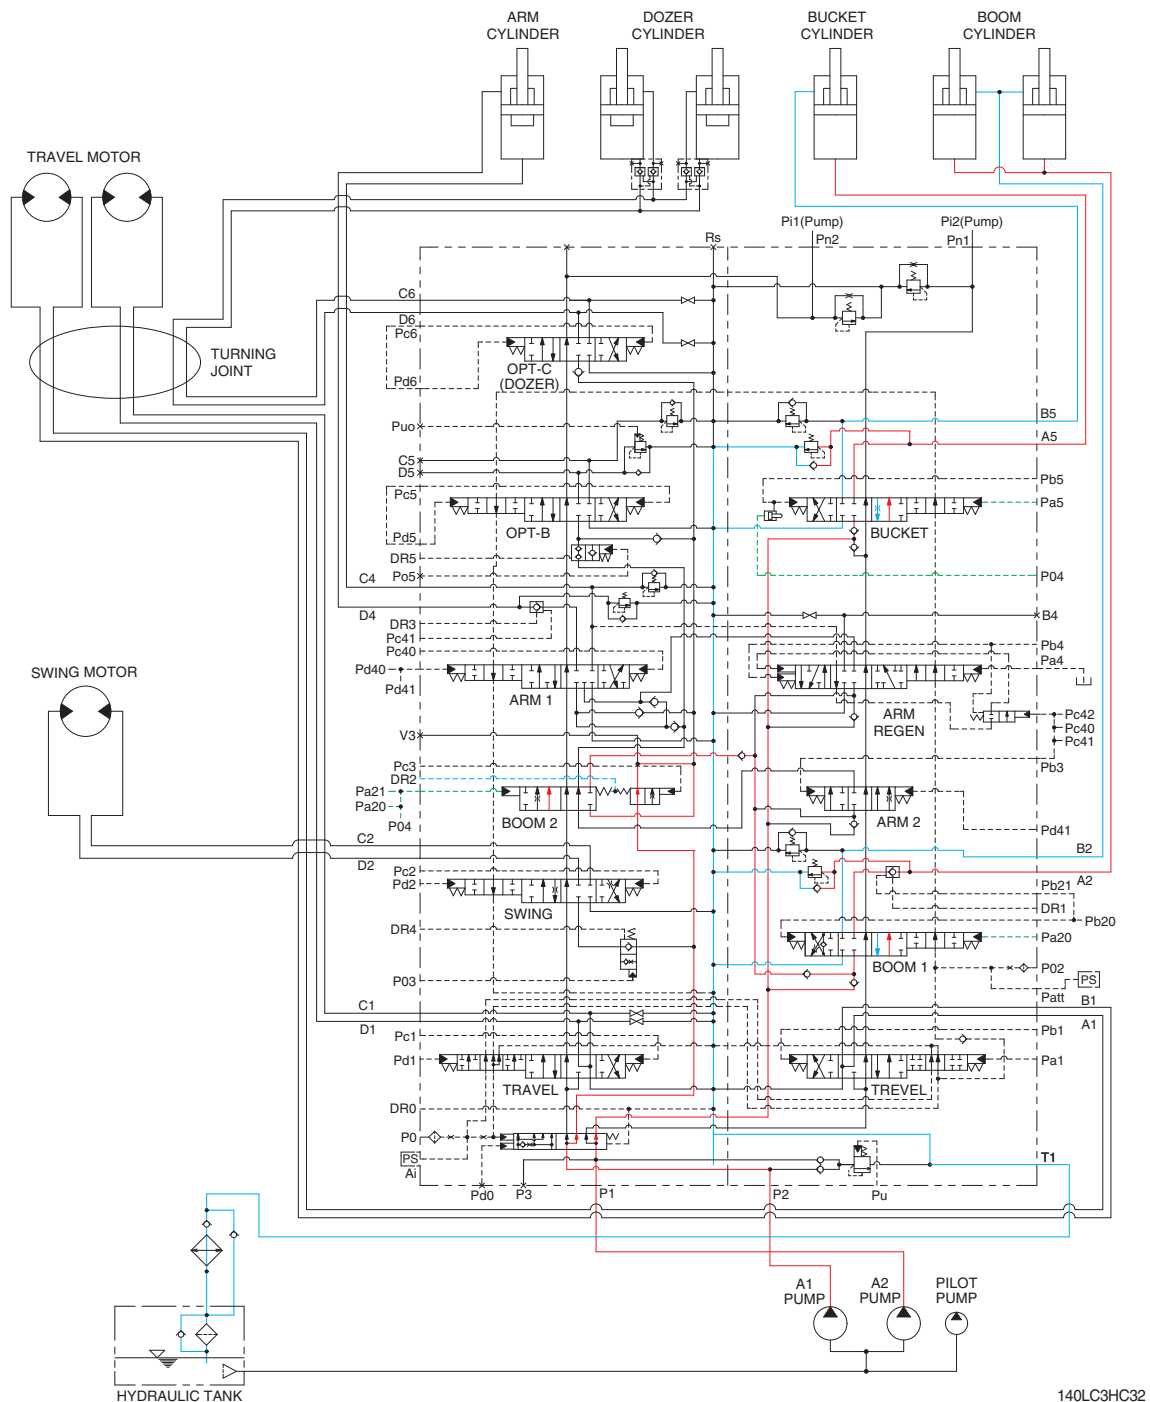 ARM
CYLINDER
DOZER
CYLINDER
BUCKET
CYLINDER
BOOM
CYLINDER
TRAVEL MOTOR
TURNING
JOINT
SWING MOTOR
Rs
Pi1(Pump)
Pn2
Pi2(Pump)
Pn1
C6
D6
Pc6
Pd6
OPT-C
(DOZER)
Puo
C5
D5
Pc5
Pd5
OPT-B
DR5
Po5
C4
D4
DR3
Pc41
Pc40
Pd40
Pd41
ARM 1
V3
Pc3
DR2
Pa21
Pa20
P04
BOOM 2
C2
D2
Pc2
Pd2
SWING
DR4
P03
C1
D1
Pc1
Pd1
TRAVEL
DR0
P0
PS
Ai
Pd0
P3
P1
P2
Pu
B5
A5
Pb5
Pa5
BUCKET
P04
B4
Pb4
Pa4
ARM
REGEN
Pc42
Pc40
Pc41
Pb3
ARM 2
Pd41
B2
A2
Pb21
DR1
Pb20
Pa20
BOOM 1
P02
PS
Patt
B1
A1
Pb1
Pa1
TREVEL
T1
A1
PUMP
A2
PUMP
PILOT
PUMP
HYDRAULIC TANK
140LC3HC32